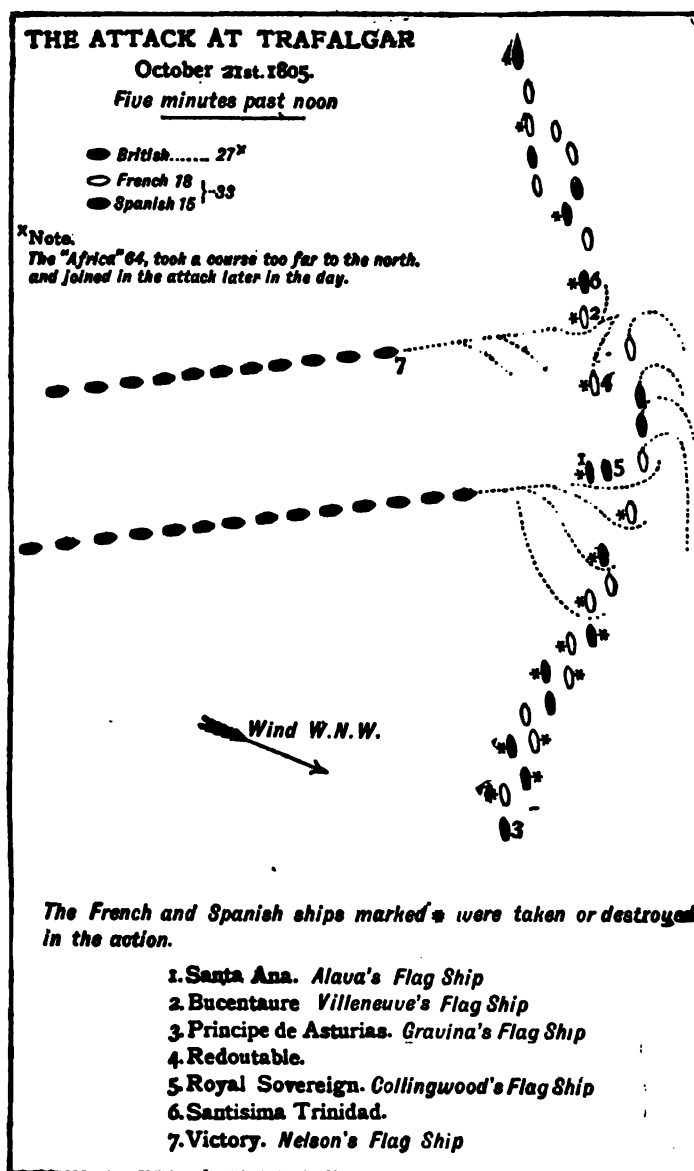 THE ATTACK AT TRAFALGAR
October 21st. 1805.
Five minutes past noon
British....... 27x
French 18
Spanish 15
}-33
xNote.
The "Africa" 64, took a course too far to the north,
and joined in the attack later in the day.
4
*
*
*6
*2
7
*4
1
*
5
*
*
*
* *
* *
* *
*
*
3
Wind W.N.W.
The French and Spanish ships marked * were taken or destroyed
in the action.
1. Santa Ana. Alava's Flag Ship
2. Bucentaure Villeneuve's Flag Ship
3. Principe de Asturias. Gravina's Flag Ship
4. Redoutable.
5. Royal Sovereign. Collingwood's Flag Ship
6. Santisima Trinidad.
7. Victory. Nelson's Flag Ship